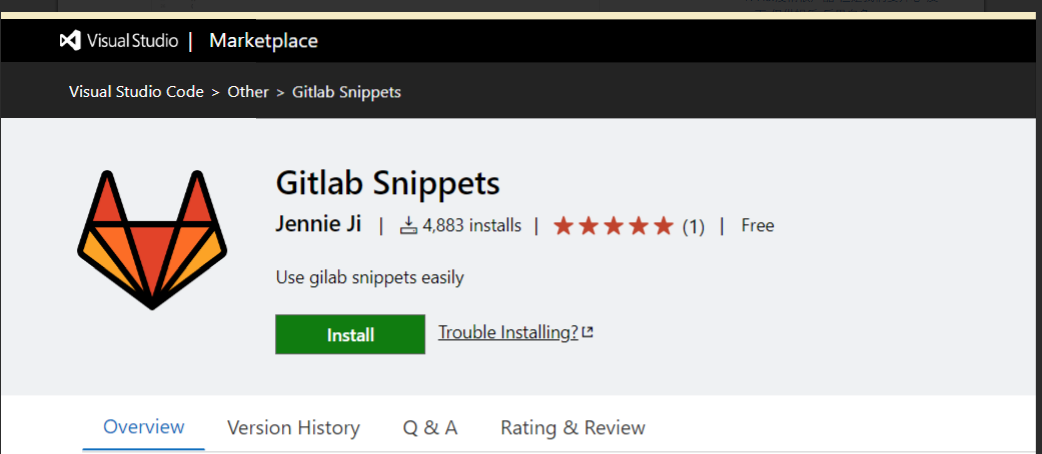 Visual Studio | Marketplace
Visual Studio Code > Other > Gitlab Snippets
Gitlab Snippets
Jennie Ji | 4,883 installs | (1) | Free
Use gilab snippets easily
Install Trouble Installing?
Overview Version History Q & A Rating & Review